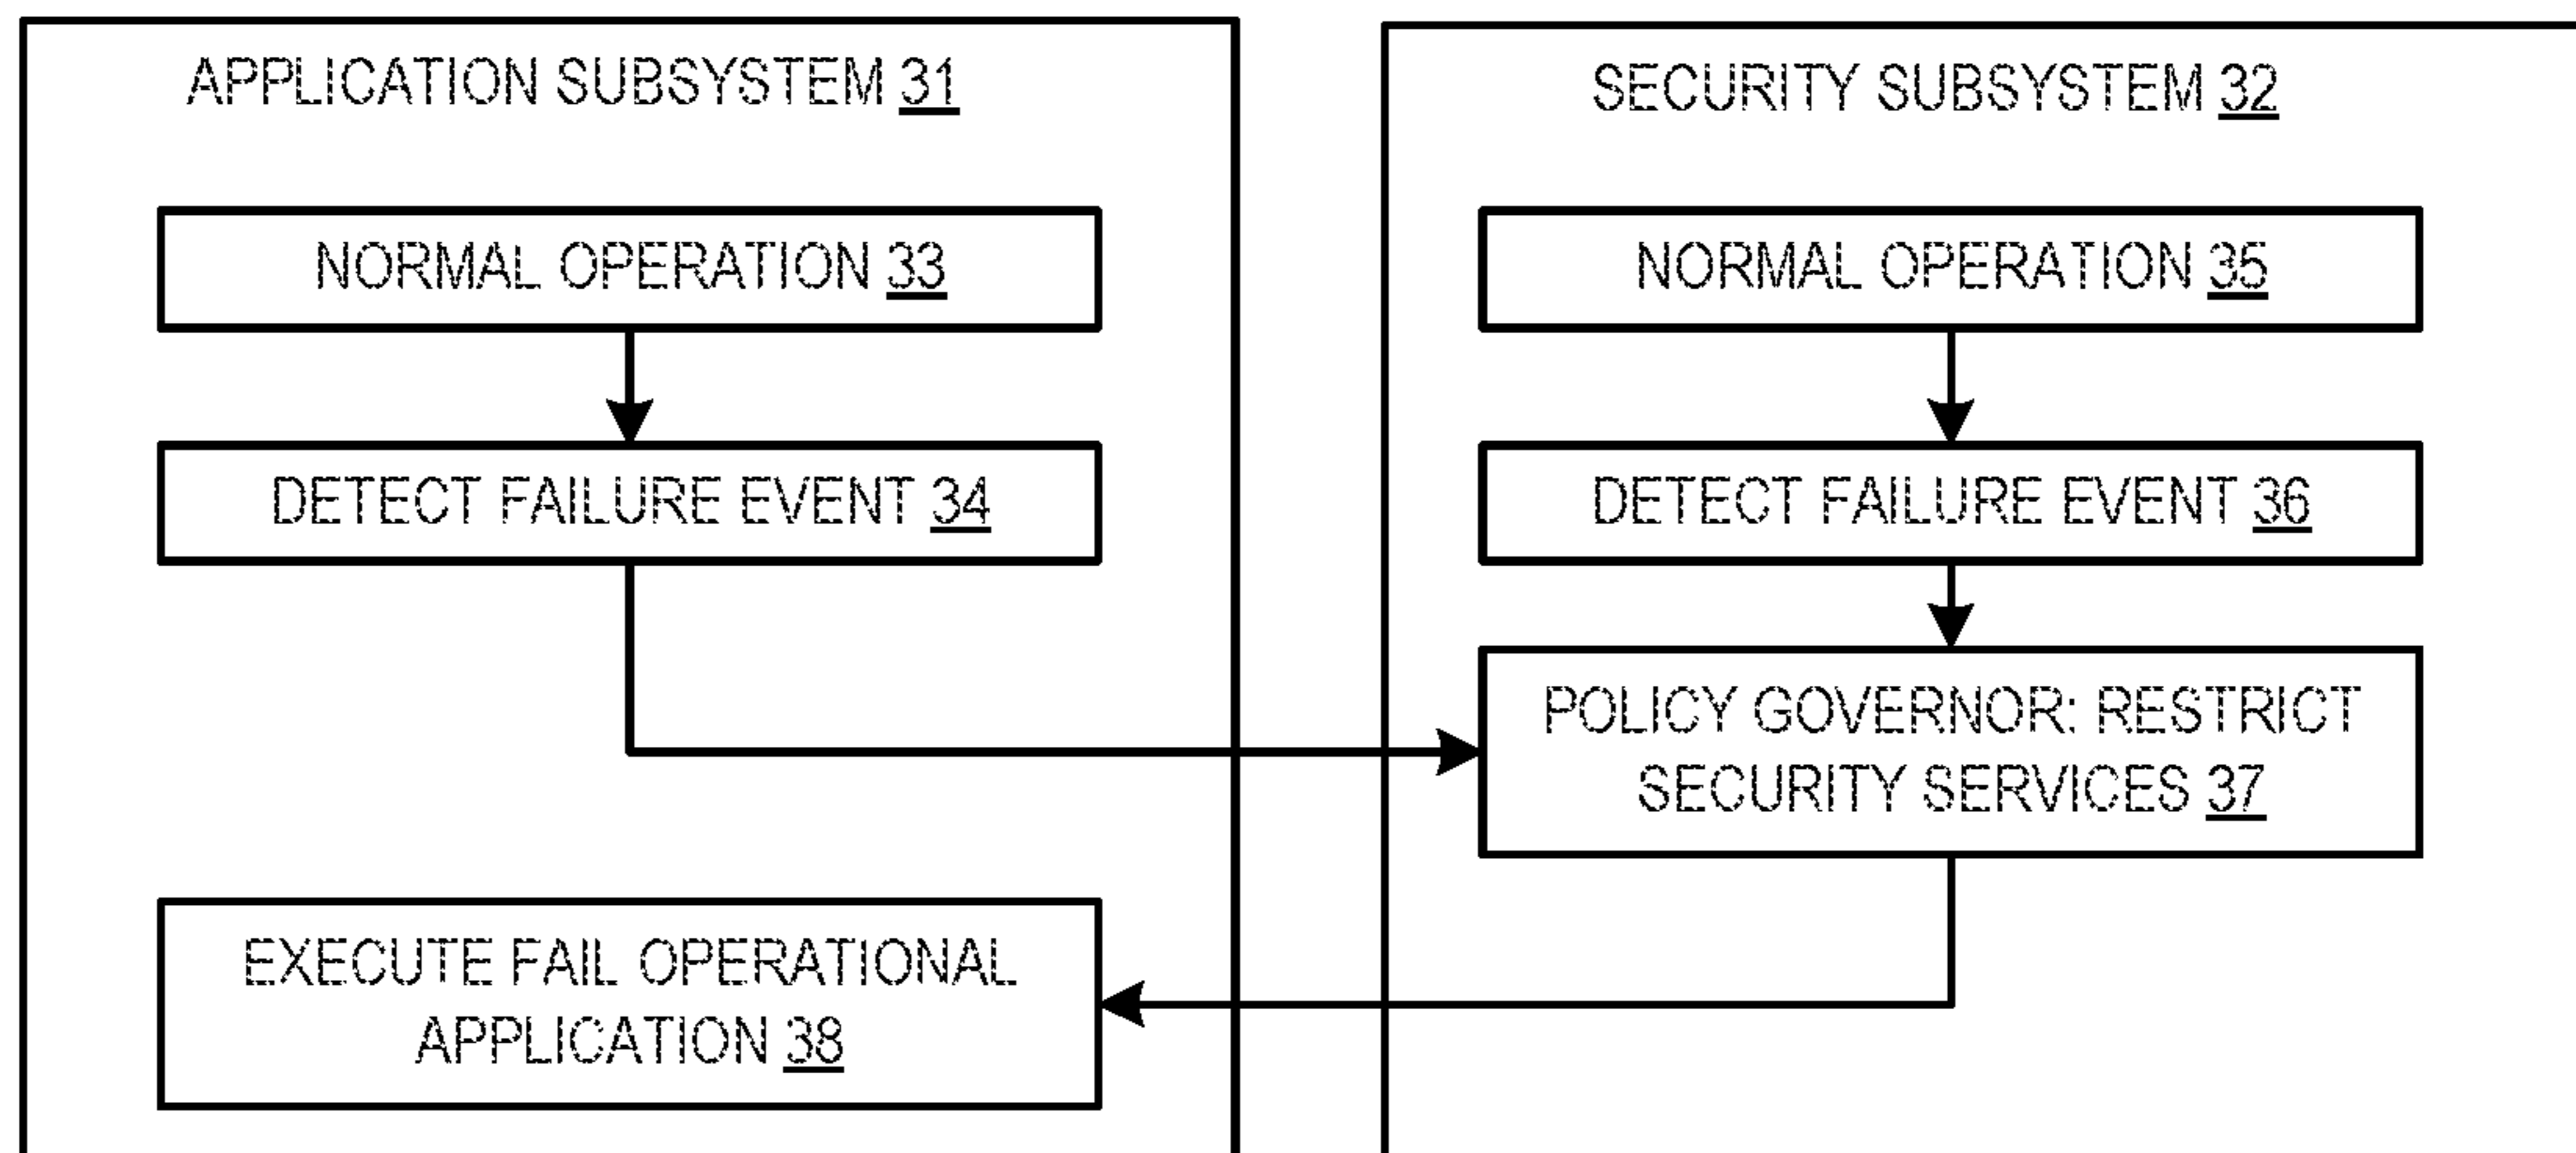 APPLICATION SUBSYSTEM 31
NORMAL OPERATION 33
DETECT FAILURE EVENT 34
EXECUTE FAIL OPERATIONAL
APPLICATION 38
SECURITY SUBSYSTEM 32
NORMAL OPERATION 35
DETECT FAILURE EVENT 36
POLICY GOVERNOR: RESTRICT
SECURITY SERVICES 37